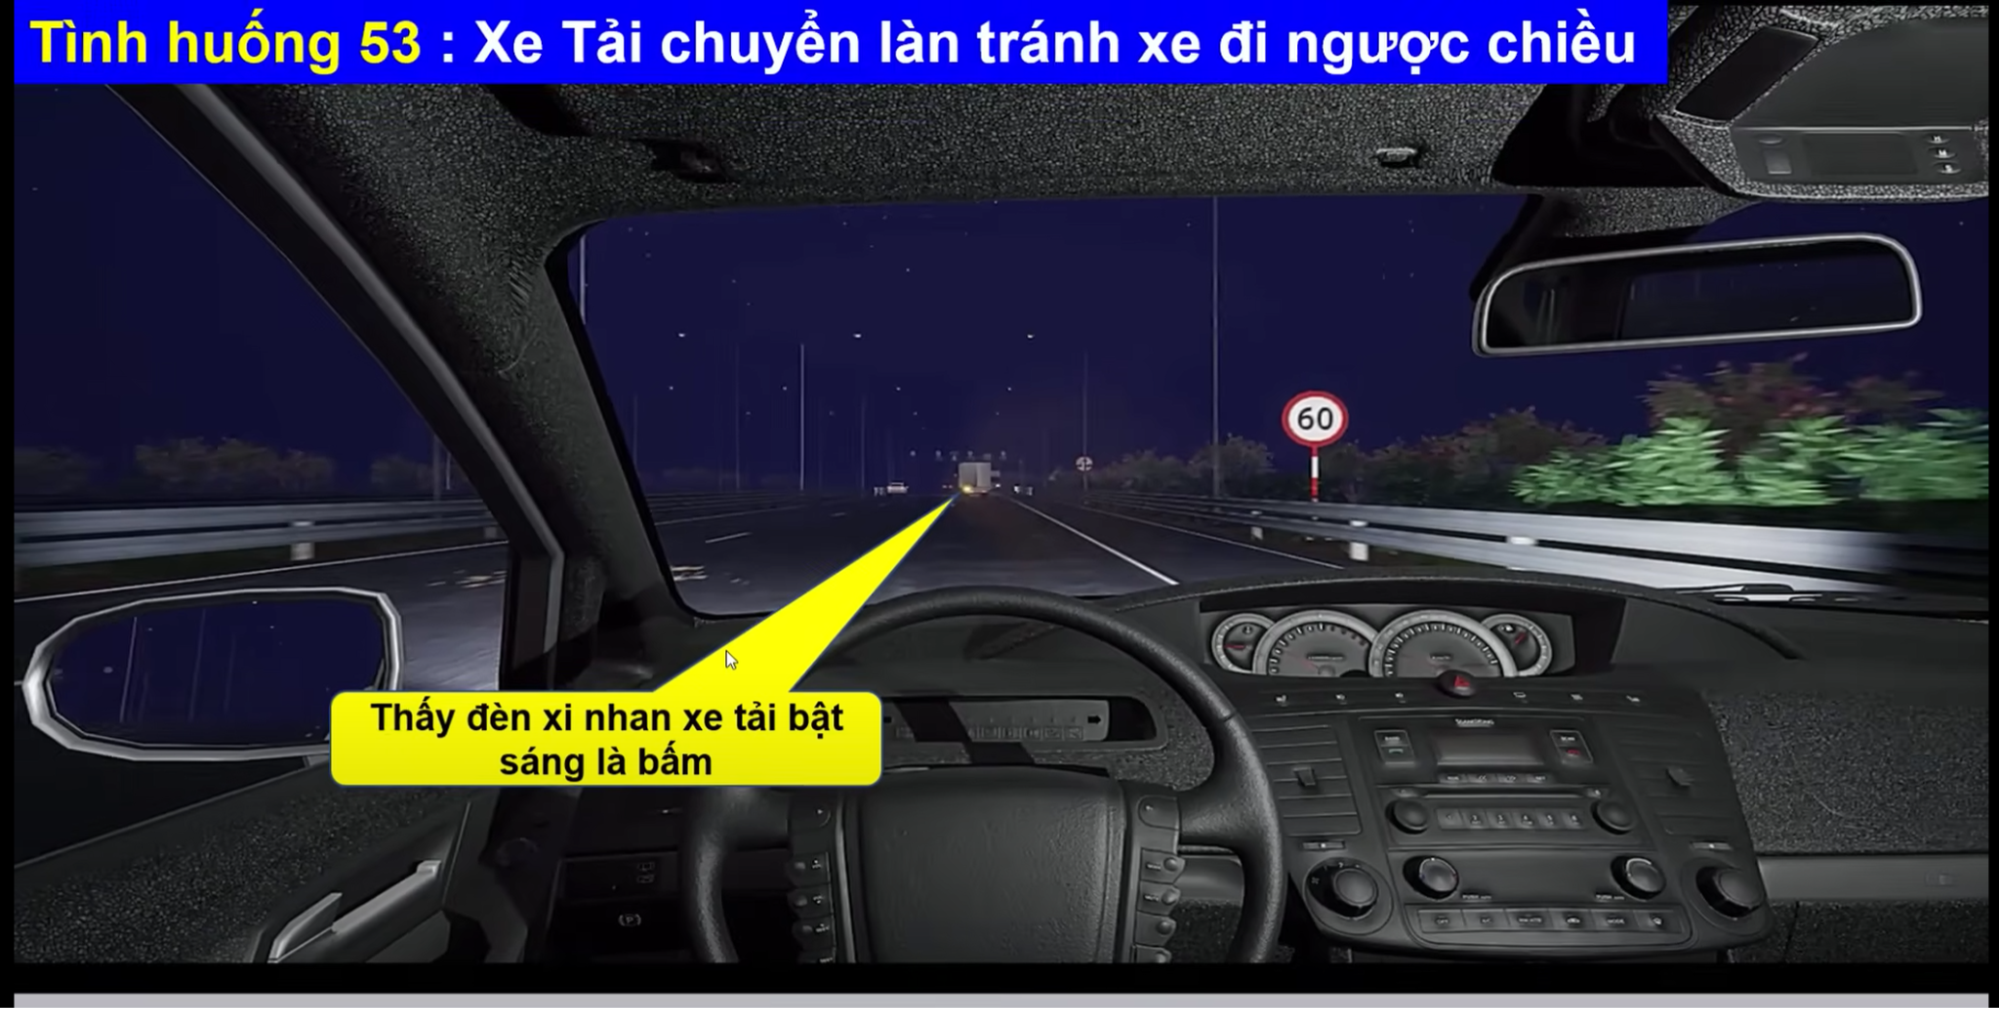 Tình huống 53 : Xe Tải chuyển làn tránh xe đi ngược chiều
60
Thấy đèn xi nhan xe tải bật
sáng là bấm